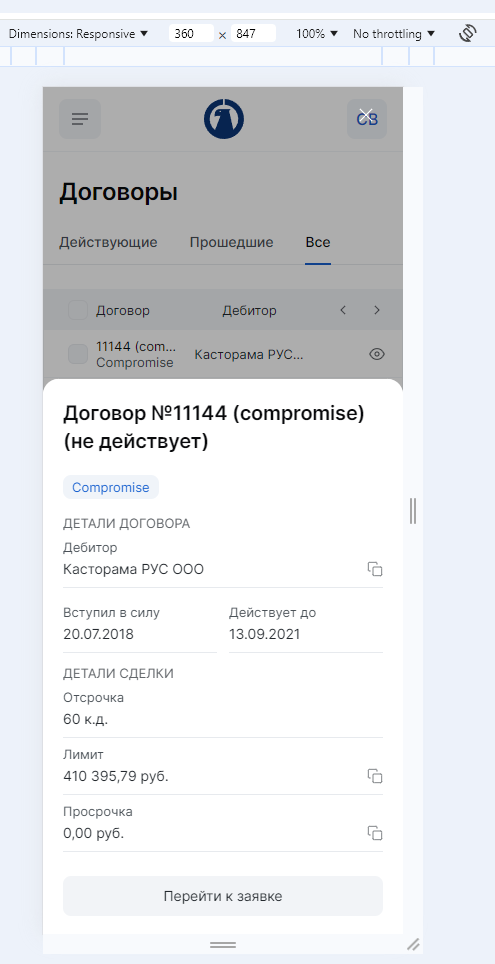 Dimensions: Responsive ▼ 360 × 847 100% ▼ No throttling ▼
СВ
Договоры
Действующие Прошедшие Все
Договор Дебитор
11144 (com... Касторама РУС...
Compromise
Договор №11144 (compromise)
(не действует)
Compromise
ДЕТАЛИ ДОГОВОРА
Дебитор
Касторама РУС ООО
Вступил в силу Действует до
20.07.2018 13.09.2021
ДЕТАЛИ СДЕЛКИ
Отсрочка
60 к.д.
Лимит
410 395,79 руб.
Просрочка
0,00 руб.
Перейти к заявке